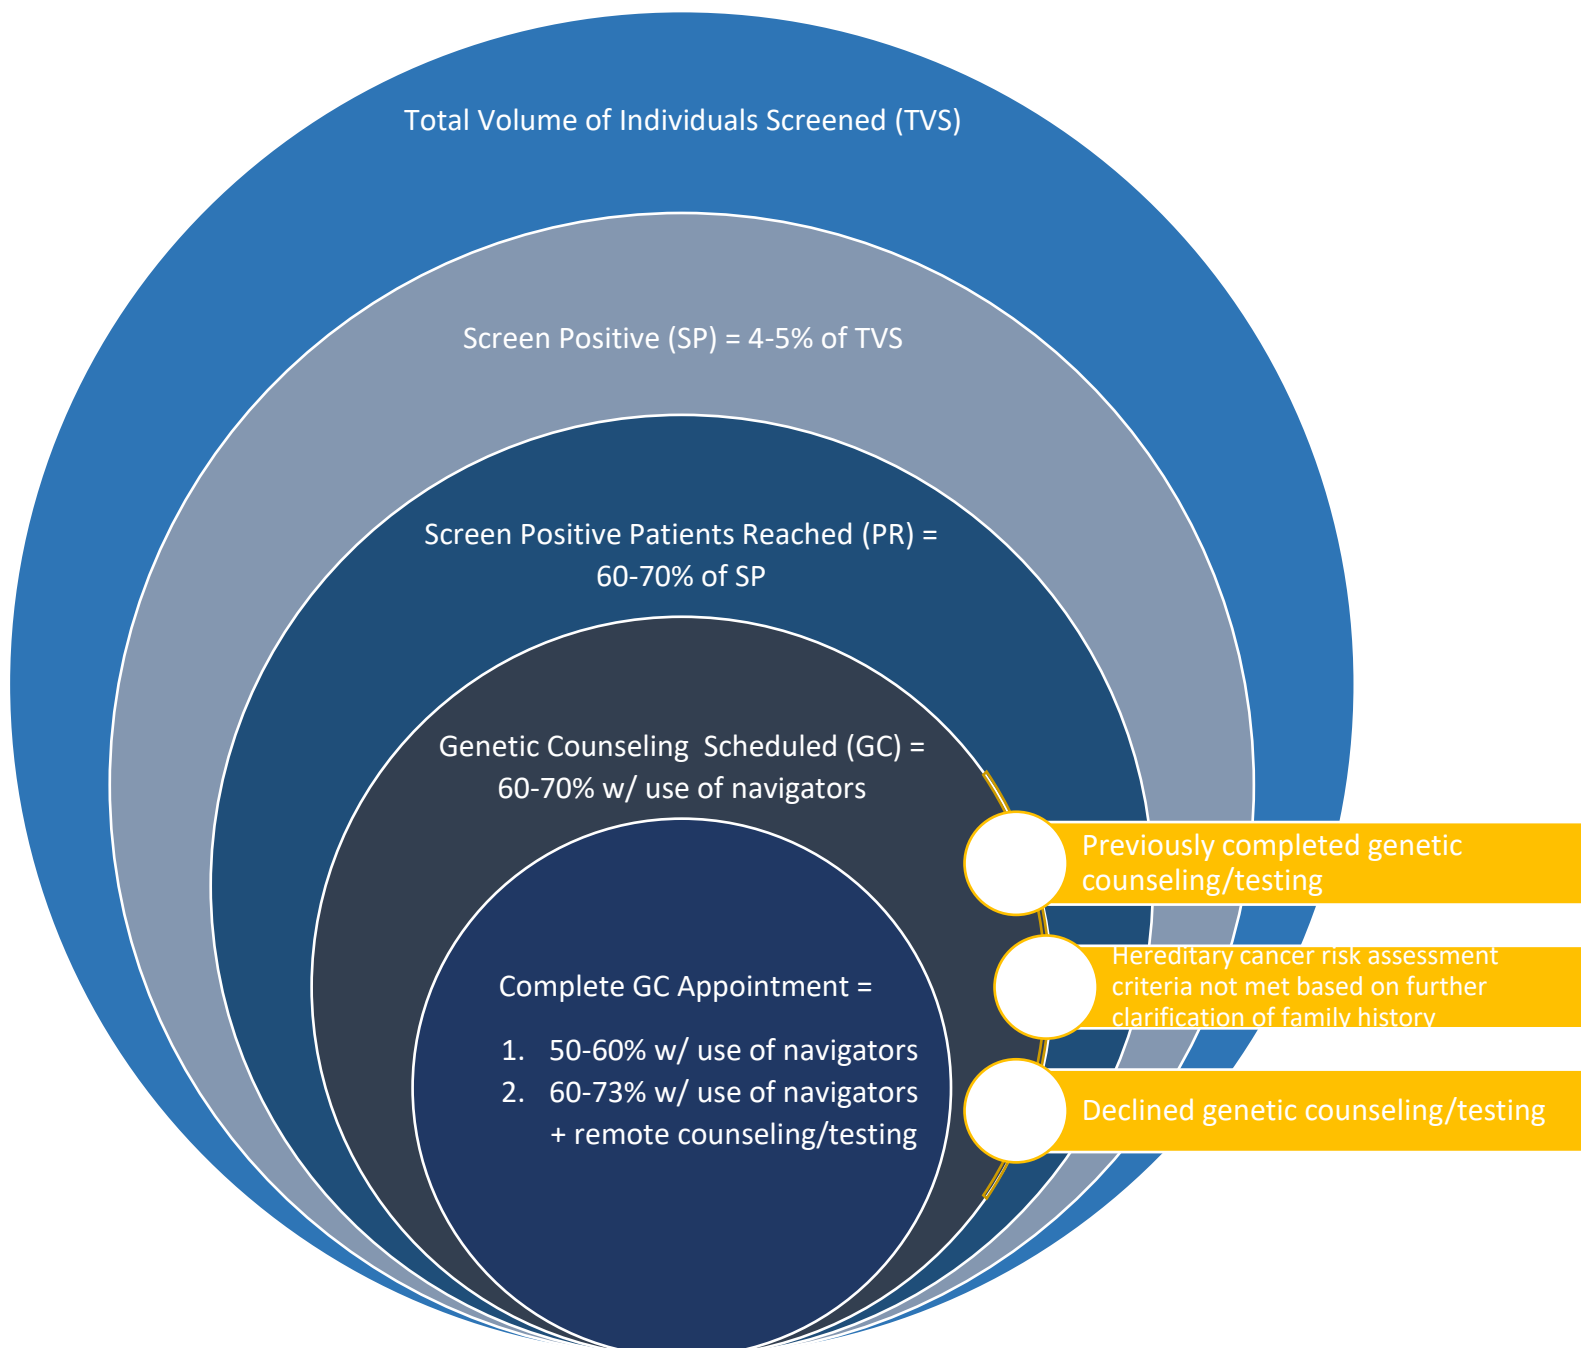 Total Volume of Individuals Screened (TVS)
Screen Positive (SP) = 4-5% of TVS
Screen Positive Patients Reached (PR) =
60-70% of SP
Genetic Counseling  Scheduled (GC) =
60-70% w/ use of navigators
Complete GC Appointment =
1. 50-60% w/ use of navigators
2. 60-73% w/ use of navigators
+ remote counseling/testing
Previously completed genetic
counseling/testing
Hereditary cancer risk assessment
criteria not met based on further
clarification of family history
Declined genetic counseling/testing